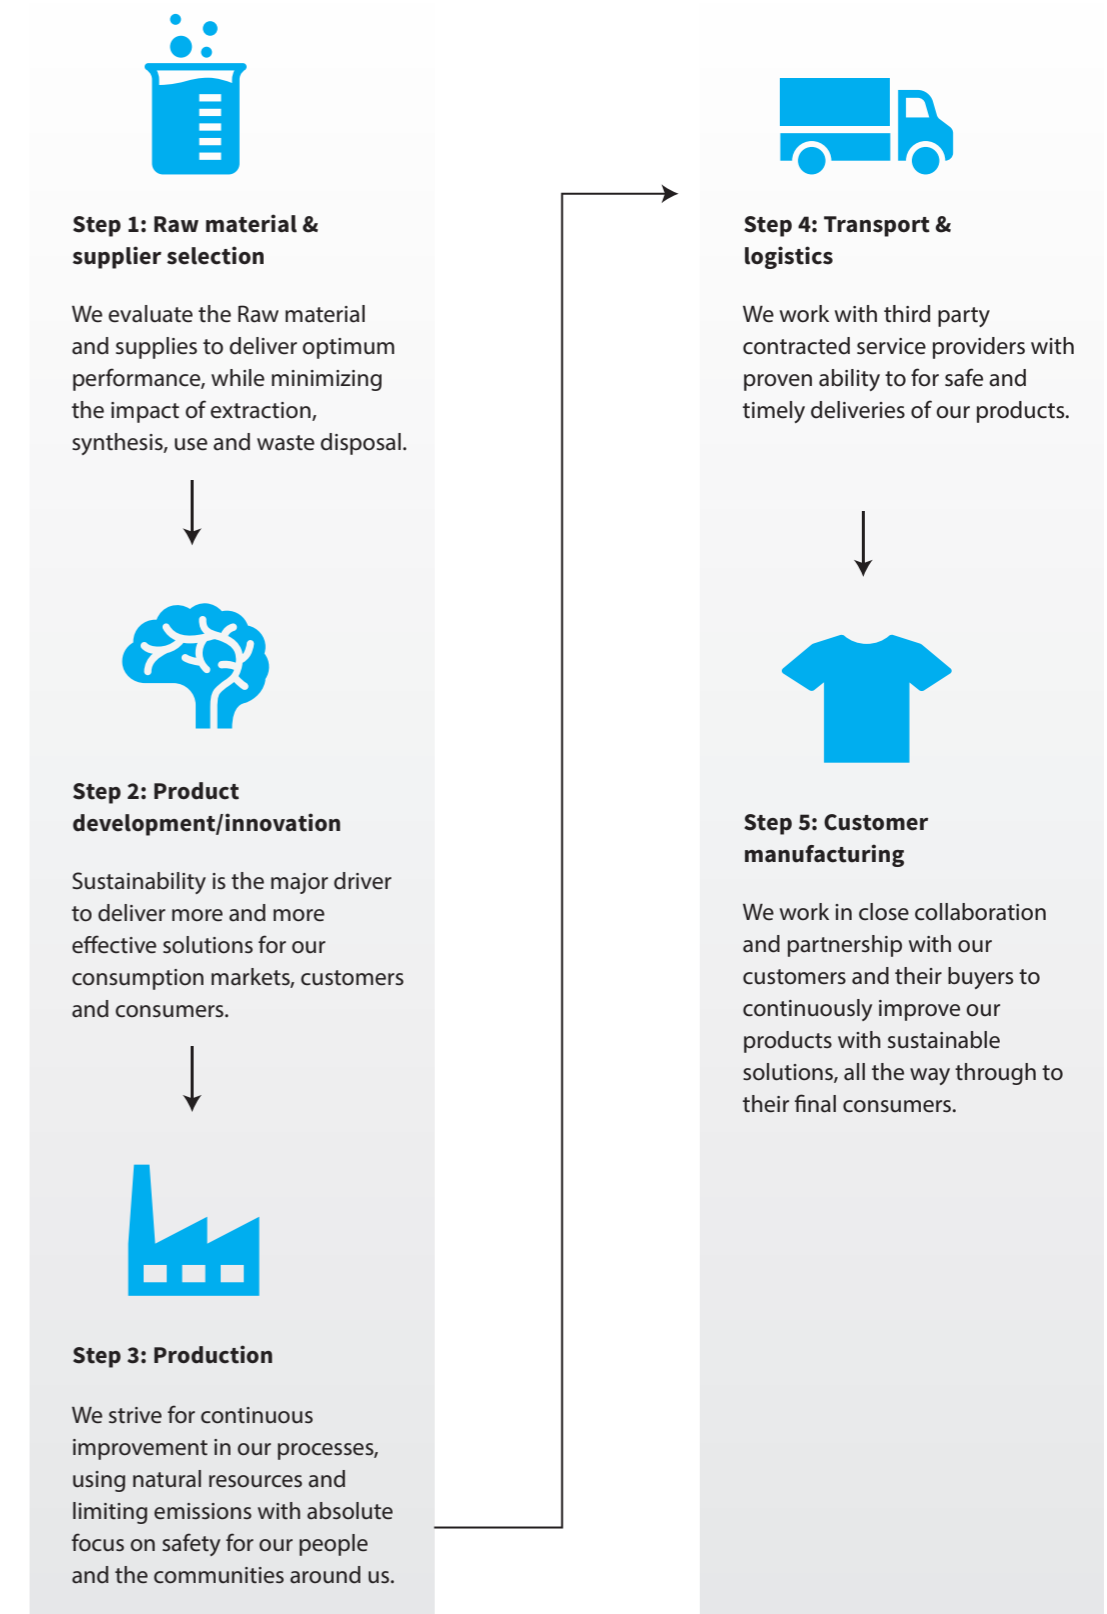 Step 1: Raw material &
supplier selection
We evaluate the Raw material
and supplies to deliver optimum
performance, while minimizing
the impact of extraction,
synthesis, use and waste disposal.
Step 2: Product
development/innovation
Sustainability is the major driver
to deliver more and more
effective solutions for our
consumption markets, customers
and consumers.
Step 3: Production
We strive for continuous
improvement in our processes,
using natural resources and
limiting emissions with absolute
focus on safety for our people
and the communities around us.
Step 4: Transport &
logistics
We work with third party
contracted service providers with
proven ability to for safe and
timely deliveries of our products.
Step 5: Customer
manufacturing
We work in close collaboration
and partnership with our
customers and their buyers to
continuously improve our
products with sustainable
solutions, all the way through to
their final consumers.